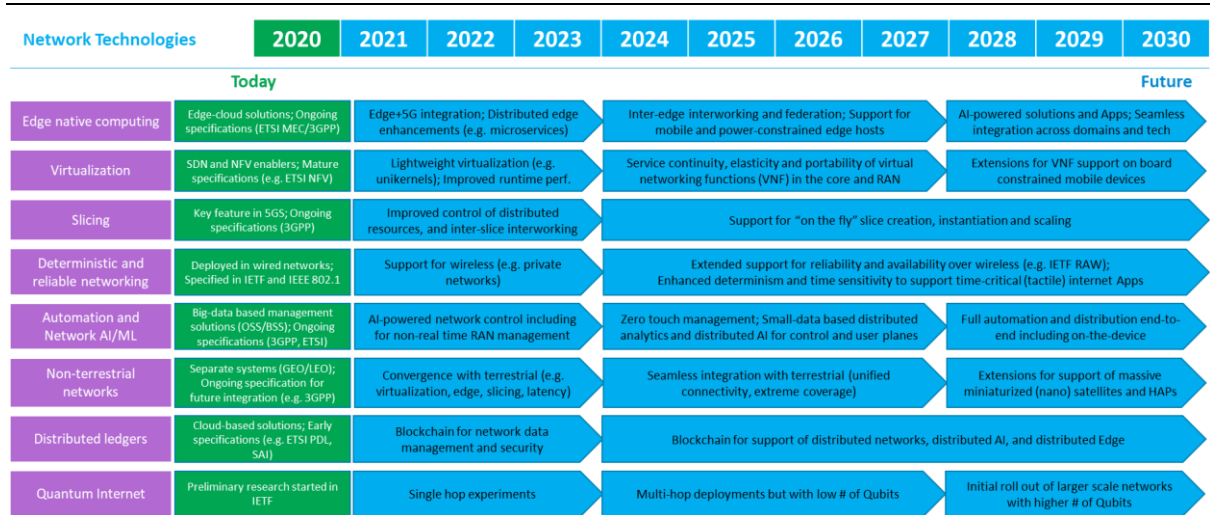 Network Technologies 2020 2021 2022 2023 2024 2025 2026 2027 2028 2029 2030
Today Future
Edge native computing
Edge-cloud solutions; Ongoing
specifications (ETSI MEC/3GPP)
Edge+5G integration; Distributed edge
enhancements (e.g. microservices)
Inter-edge interworking and federation; Support for
mobile and power-constrained edge hosts
AI-powered solutions and Apps; Seamless
integration across domains and tech
Virtualization
SDN and NFV enablers; Mature
specifications (e.g. ETSI NFV)
Lightweight virtualization (e.g.
unikernels); Improved runtime perf.
Service continuity, elasticity and portability of virtual
networking functions (VNF) in the core and RAN
Extensions for VNF support on board
constrained mobile devices
Slicing
Key feature in 5GS; Ongoing
specifications (3GPP)
Improved control of distributed
resources, and inter-slice interworking
Support for “on the fly” slice creation, instantiation and scaling
Deterministic and
reliable networking
Deployed in wired networks;
Specified in IETF and IEEE 802.1
Support for wireless (e.g. private
networks)
Extended support for reliability and availability over wireless (e.g. IETF RAW);
Enhanced determinism and time sensitivity to support time-critical (tactile) internet Apps
Automation and
Network AI/ML
Big-data based management
solutions (OSS/BSS); Ongoing
specifications (3GPP, ETSI)
AI-powered network control including
for non-real time RAN management
Zero touch management; Small-data based distributed
analytics and distributed AI for control and user planes
Full automation and distribution end-to-
end including on-the-device
Non-terrestrial
networks
Separate systems (GEO/LEO);
Ongoing specification for
future integration (e.g. 3GPP)
Convergence with terrestrial (e.g.
virtualization, edge, slicing, latency)
Seamless integration with terrestrial (unified
connectivity, extreme coverage)
Extensions for support of massive
miniaturized (nano) satellites and HAPs
Distributed ledgers
Cloud-based solutions; Early
specifications (e.g. ETSI PDL,
SAI)
Blockchain for network data
management and security
Blockchain for support of distributed networks, distributed AI, and distributed Edge
Quantum Internet
Preliminary research started in
IETF
Single hop experiments
Multi-hop deployments but with low # of Qubits
Initial roll out of larger scale networks
with higher # of Qubits